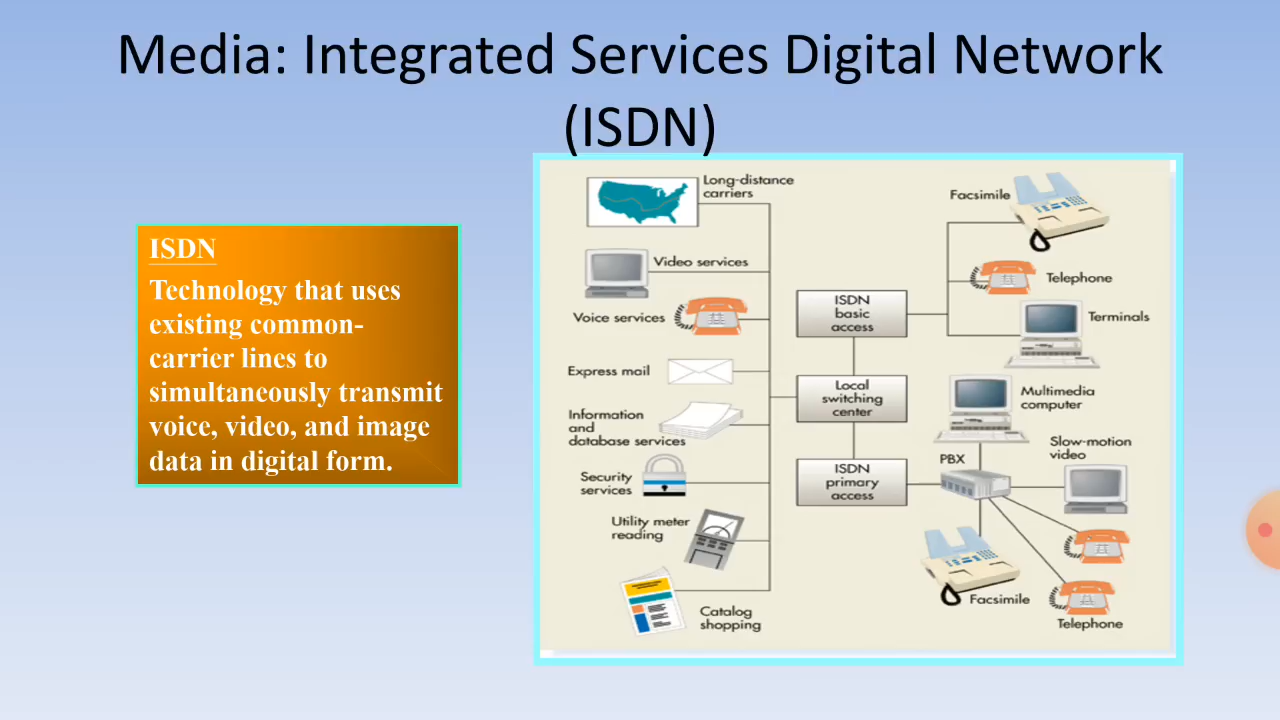 Media: Integrated Services Digital Network
(ISDN)
ISDN
Technology that uses
existing common-
carrier lines to
simultaneously transmit
voice, video, and image
data in digital form.
Long-distance
carriers
Video services
Voice services
Express mail
Information
and
database services
Security
services
Utility meter
reading
Catalog
shopping
ISDN
basic
access
Local
switching
center
ISDN
primary
access
Facsimile
Telephone
Terminals
Multimedia
computer
Slow-motion
video
PBX
Facsimile
Telephone